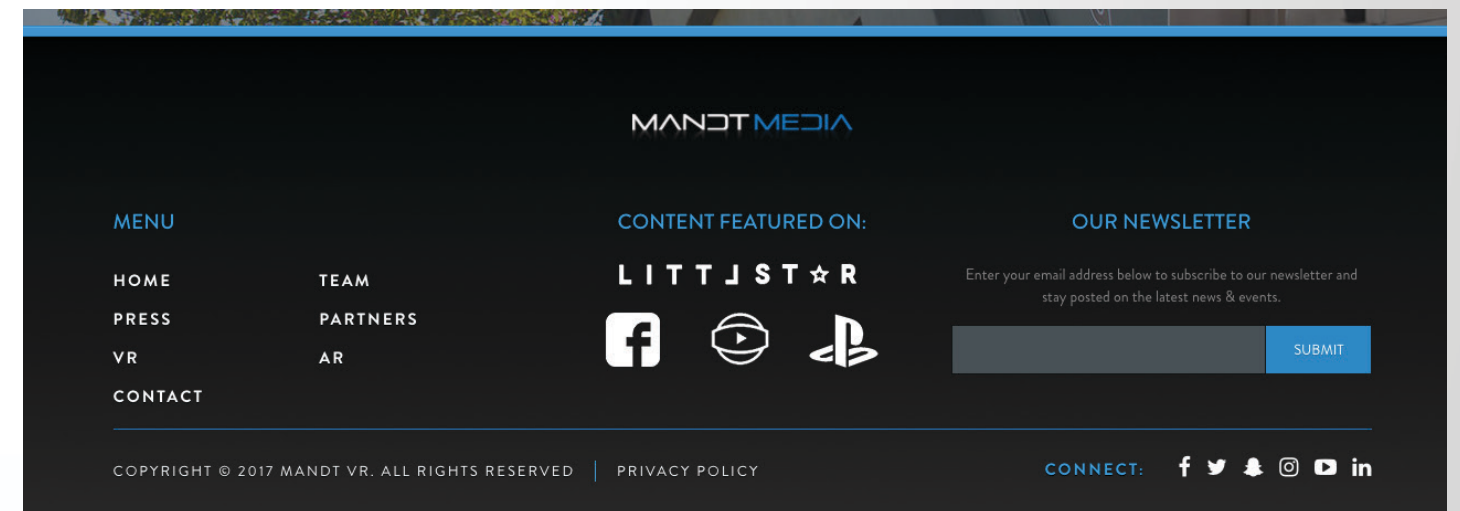 MANDT MEDIA
MENU
HOME
TEAM
PRESS
PARTNERS
VR
AR
CONTACT
CONTENT FEATURED ON:
LITTLSTAR
OUR NEWSLETTER
Enter your email address below to subscribe to our newsletter and
stay posted on the latest news & events.
SUBMIT
COPYRIGHT © 2017 MANDT VR. ALL RIGHTS RESERVED
PRIVACY POLICY
CONNECT: